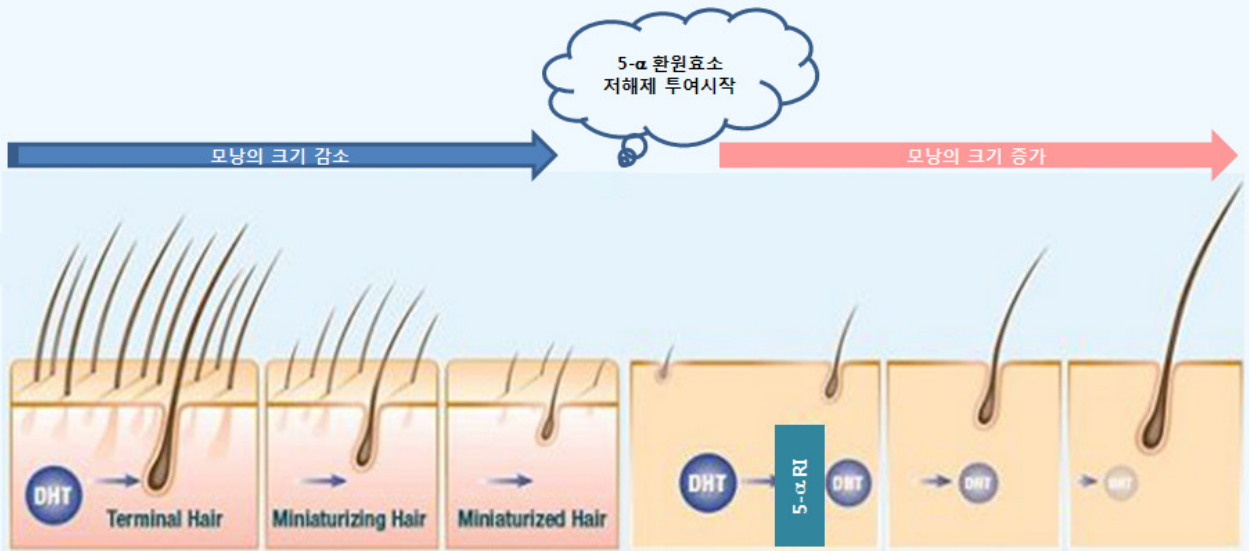 5-α 환원효소
저해제 투여시작
모낭의 크기 감소
모낭의 크기 증가
DHT
Terminal Hair
Miniaturizing Hair
Miniaturized Hair
DHT
5-α RI
DHT
DHT
DHT